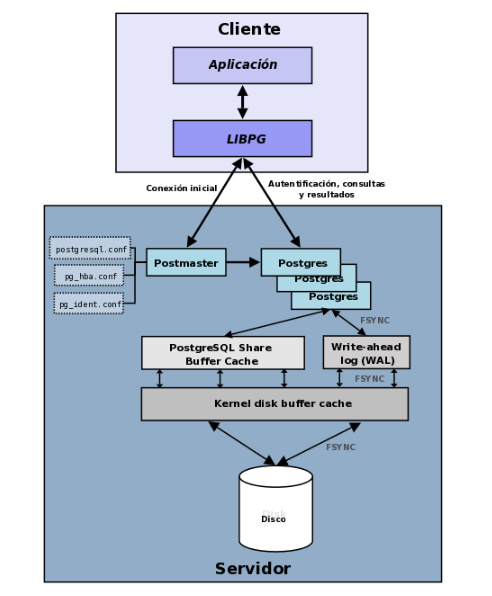 Cliente
Aplicación
LIBPG
Conexión inicial
Autentificación, consultas
y resultados
postgresql.conf
pg_hba.conf
pg_ident.conf
Postmaster
Postgres
Postgres
Postgres
FSYNC
PostgreSQL Share
Buffer Cache
Write-ahead
log (WAL)
FSYNC
Kernel disk buffer cache
FSYNC
Disk
Disco
Servidor